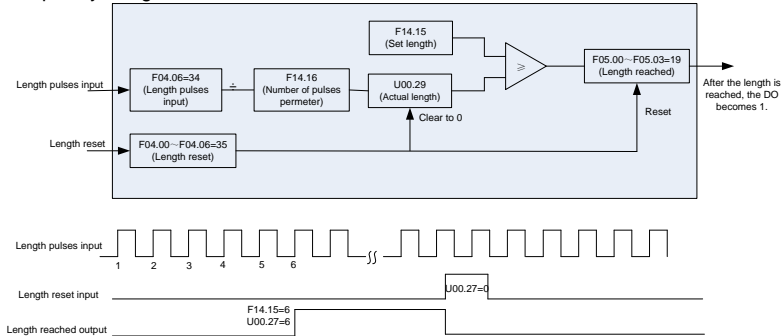 F14.15
(Set length)
F05.00~F05.03=19
(Length reached)
Length pulses input
F04.06=34
(Length pulses
input)
÷
F14.16
(Number of pulses
permeter)
U00.29
(Actual length)
≥
After the length is
reached, the DO
becomes 1.
Clear to 0
Reset
Length reset
F04.00~F04.06=35
(Length reset)
Length pulses input
1 2 3 4 5 6
Length reset input
U00.27=0
F14.15=6
U00.27=6
Length reached output